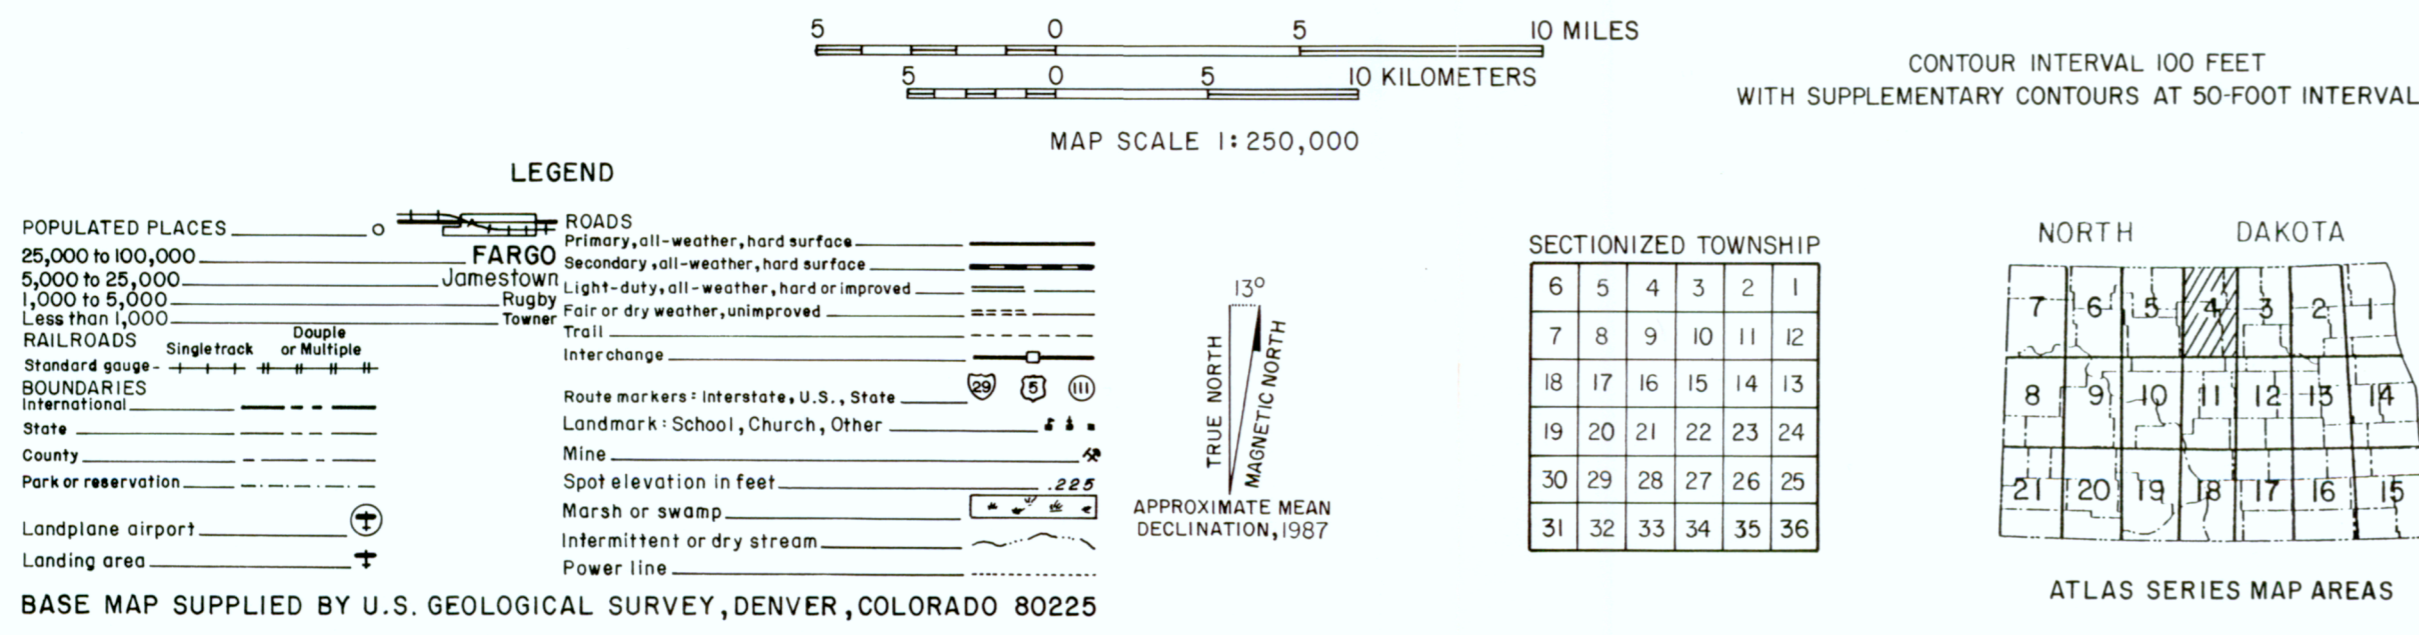 5 0 5 10 MILES
5 0 5 10 KILOMETERS
MAP SCALE 1:250,000
CONTOUR INTERVAL 100 FEET
WITH SUPPLEMENTARY CONTOURS AT 50-FOOT INTERVAL
LEGEND
POPULATED PLACES
25,000 to 100,000 FARGO
5,000 to 25,000 Jamestown
1,000 to 5,000 Rugby
Less than 1,000 Towner
RAILROADS
Single track Douple or Multiple
Standard gauge
BOUNDARIES
International
State
County
Park or reservation
Landplane airport
Landing area
ROADS
Primary, all-weather, hard surface
Secondary, all-weather, hard surface
Light-duty, all-weather, hard or improved
Fair or dry weather, unimproved
Trail
Interchange
Route markers: Interstate, U.S., State 29 5 111
Landmark: School, Church, Other
Mine
Spot elevation in feet .225
Marsh or swamp
Intermittent or dry stream
Power line
BASE MAP SUPPLIED BY U.S. GEOLOGICAL SURVEY, DENVER, COLORADO 80225
13°
TRUE NORTH
MAGNETIC NORTH
APPROXIMATE MEAN
DECLINATION, 1987
SECTIONIZED TOWNSHIP
6 5 4 3 2 1
7 8 9 10 11 12
18 17 16 15 14 13
19 20 21 22 23 24
30 29 28 27 26 25
31 32 33 34 35 36
NORTH DAKOTA
7 6 5 4 3 2 1
8 9 10 11 12 13 14
21 20 19 18 17 16 15
ATLAS SERIES MAP AREAS